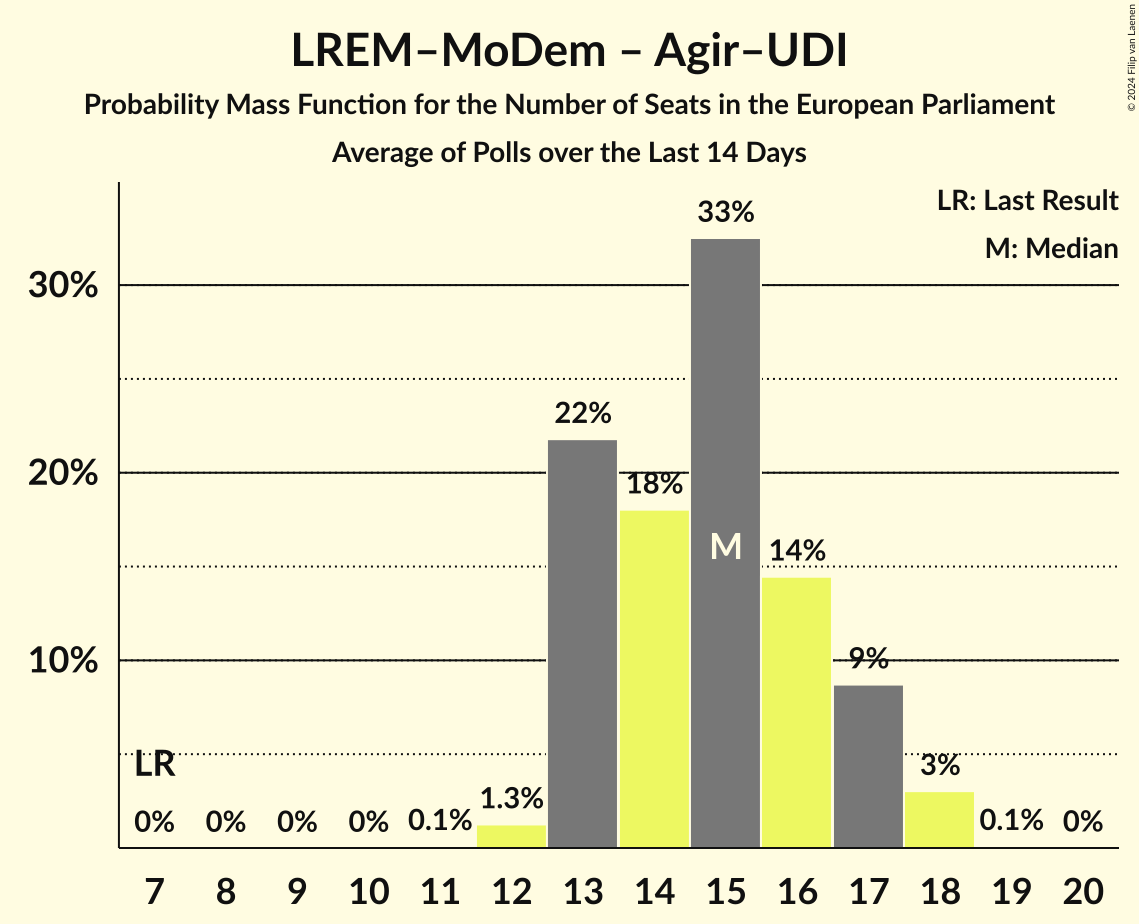 LREM–MoDem – Agir–UDI
Probability Mass Function for the Number of Seats in the European Parliament
Average of Polls over the Last 14 Days
© 2024 Filip van Laenen
LR: Last Result
M: Median
33%
30%
22%
20%
18%
M
14%
10%
9%
LR
3%
1.3%
0%
0%
0%
0%
0.1%
0.1%
0%
7 8 9 10 11 12 13 14 15 16 17 18 19 20